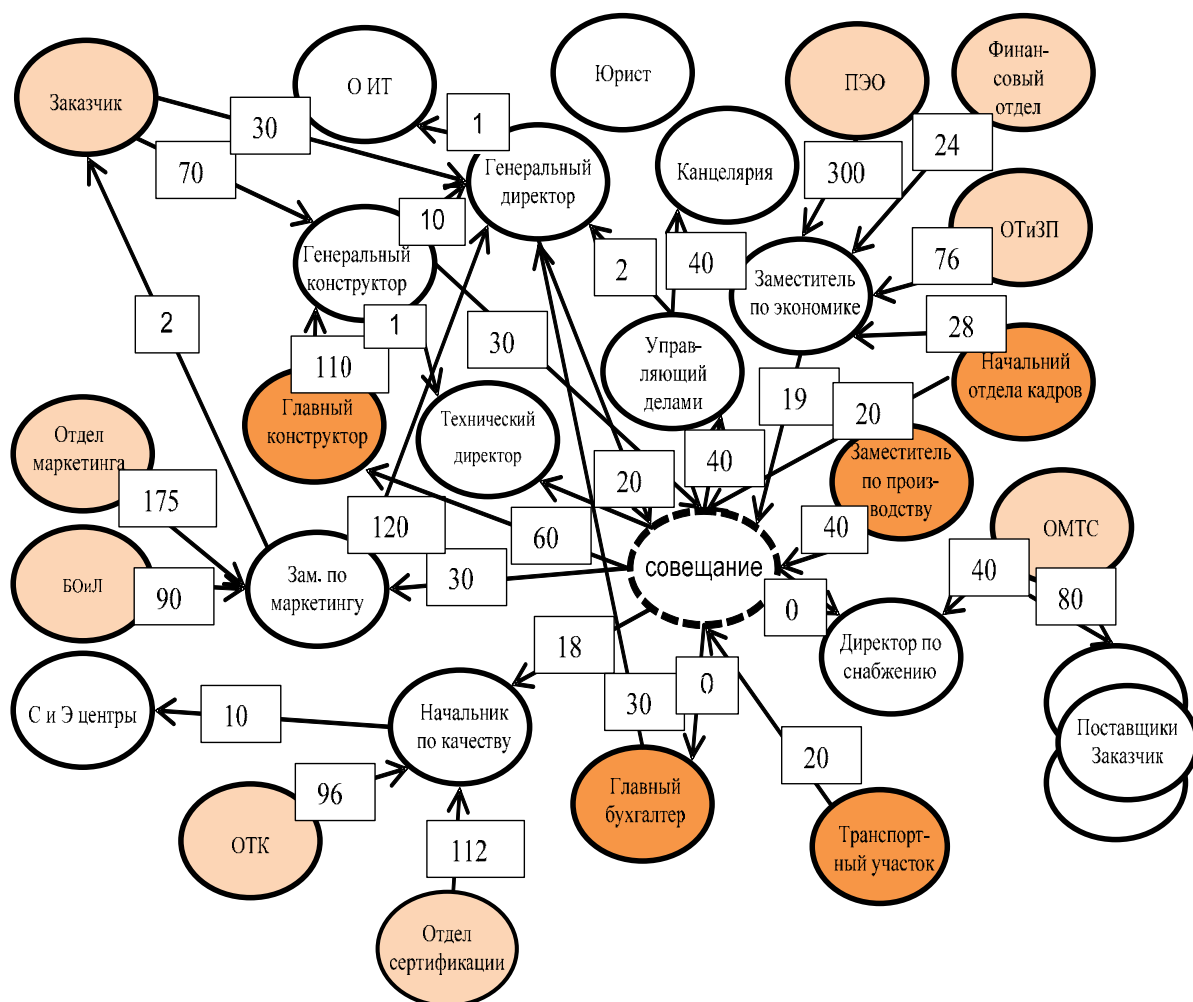 Финан-
совый
отдел
Юрист
О ИТ
ПЭО
Заказчик
30
1
24
70
Генеральный
директор
Канцелярия
300
10
ОТиЗП
Генеральный
конструктор
2
40
76
Заместитель
по экономике
2
1
30
28
110
Управ-
ляющий
делами
Начальний
отдела кадров
Главный
конструктор
19
20
Технический
директор
Отдел
маркетинга
Заместитель
по произ-
водству
175
20
40
ОМТС
120
60
40
БОиЛ
90
Зам. по
маркетингу
30
совещание
40
80
0
18
Директор по
снабжению
С и Э центры
10
Начальник
по качеству
30
0
Поставщики
Заказчик
20
96
Главный
бухгалтер
ОТК
112
Транспорт-
ный участок
Отдел
сертификации